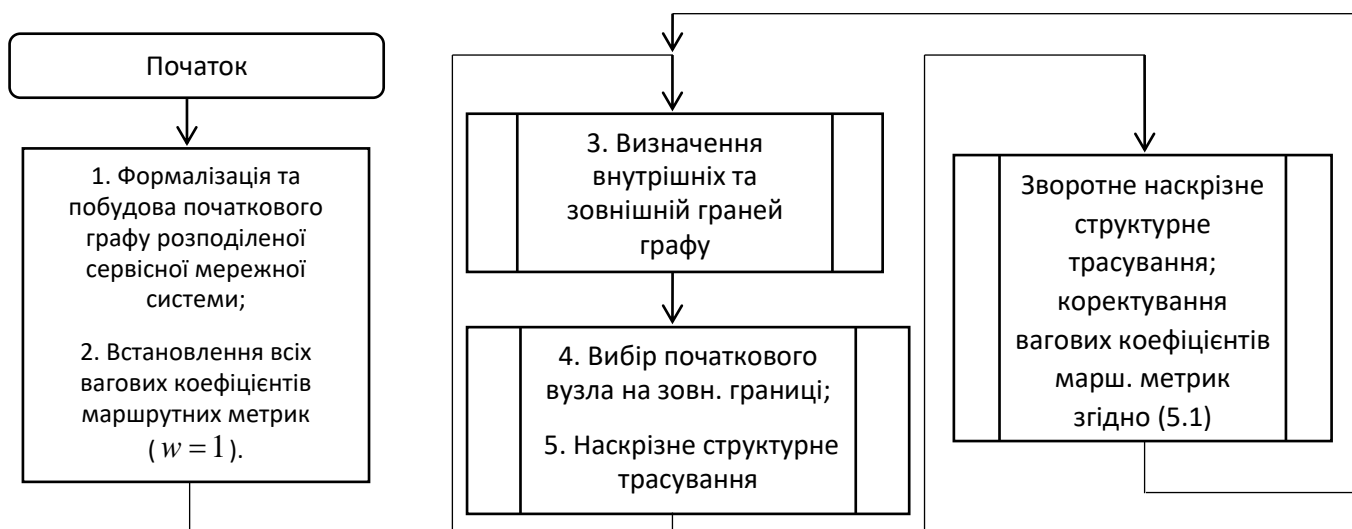 Початок
1. Формалізація та
побудова початкового
графу розподіленої
сервісної мережної
системи;
2. Встановлення всіх
вагових коефіцієнтів
маршрутних метрик
( w = 1 ).
3. Визначення
внутрішніх та
зовнішній граней
графу
4. Вибір початкового
вузла на зовн. границі;
5. Наскрізне структурне
трасування
Зворотне наскрізне
структурне
трасування;
коректування
вагових коефіцієнтів
марш. метрик
згідно (5.1)